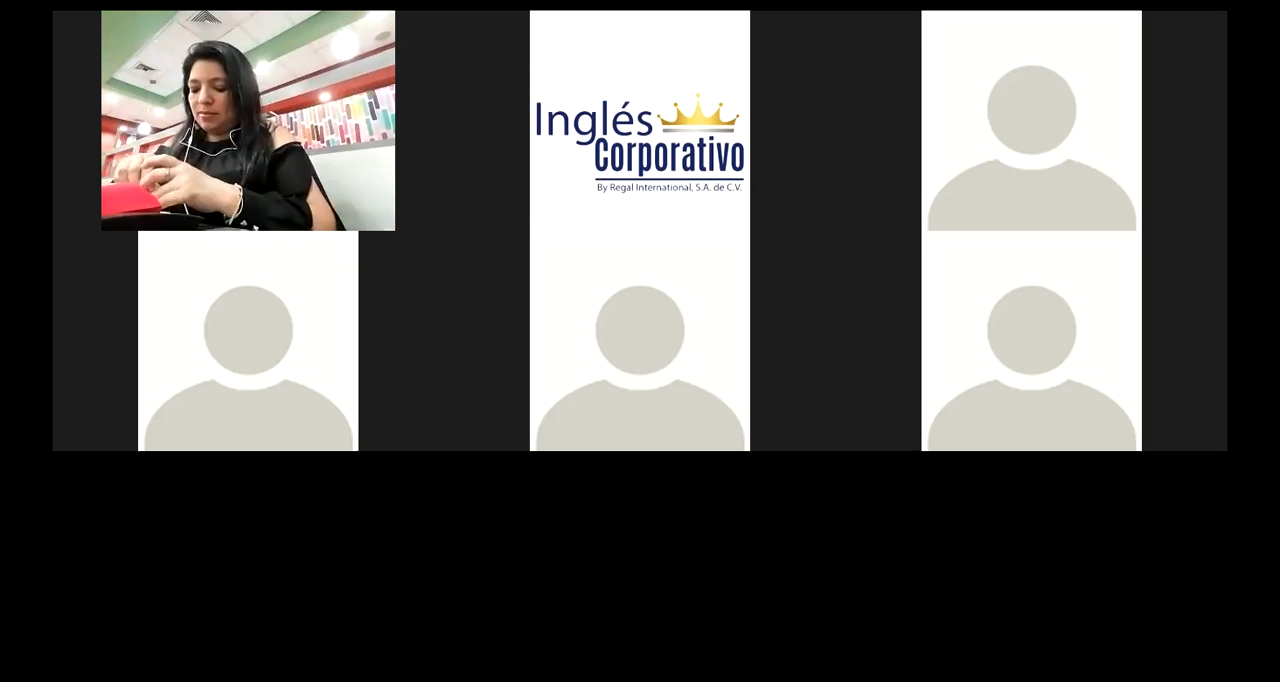 Inglés
Corporativo
By Regal International, S.A. de C.V.